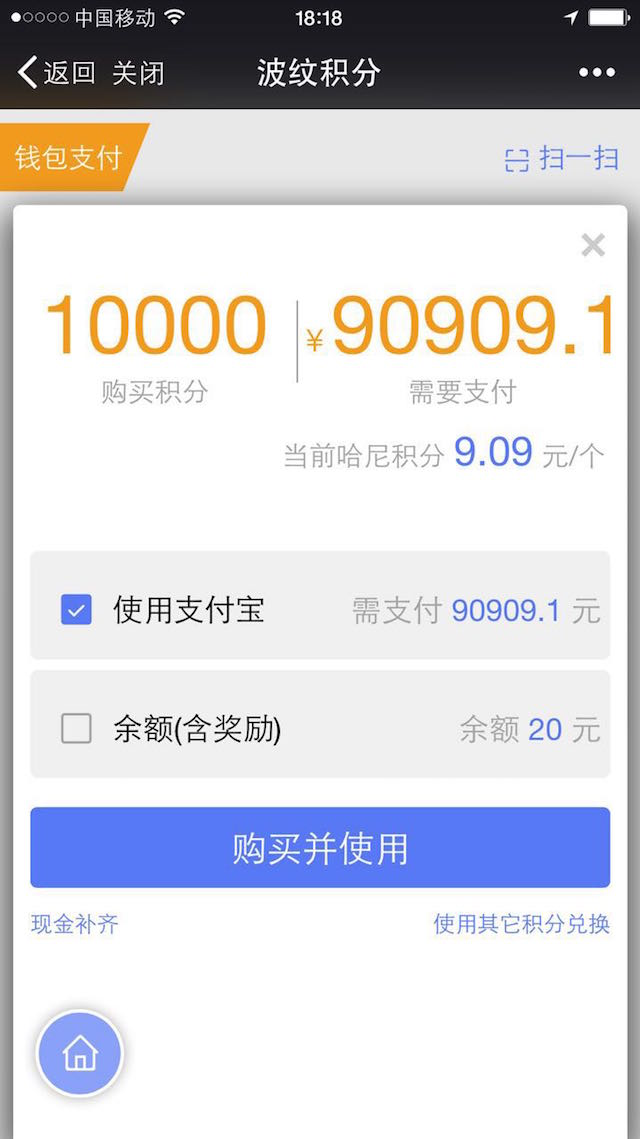 中国移动 18:18
返回 关闭 波纹积分
钱包支付 扫一扫
10000 ¥90909.1
购买积分 需要支付
当前哈尼积分 9.09 元/个
使用支付宝 需支付 90909.1 元
余额(含奖励) 余额 20 元
购买并使用
现金补齐 使用其它积分兑换